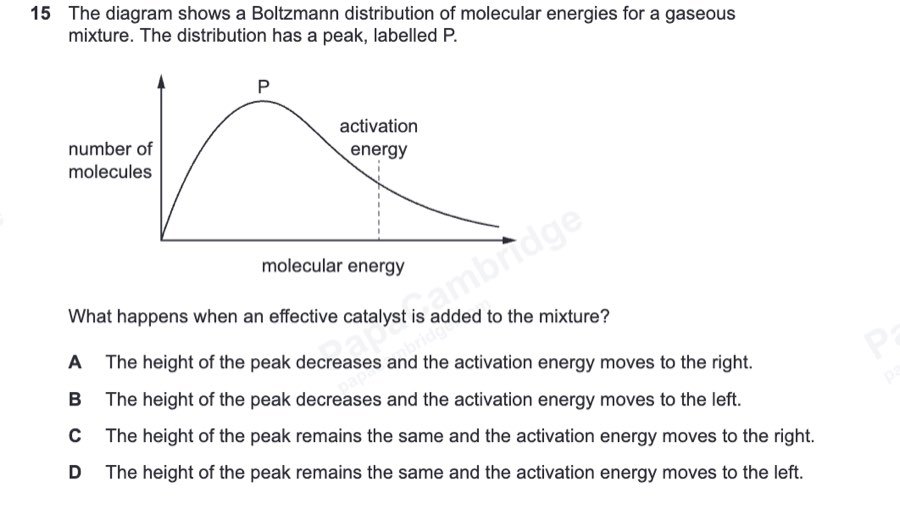 15 The diagram shows a Boltzmann distribution of molecular energies for a gaseous
mixture. The distribution has a peak, labelled P.
P
activation
energy
number of
molecules
molecular energy
What happens when an effective catalyst is added to the mixture?
A The height of the peak decreases and the activation energy moves to the right.
B The height of the peak decreases and the activation energy moves to the left.
C The height of the peak remains the same and the activation energy moves to the right.
D The height of the peak remains the same and the activation energy moves to the left.
PapaCambridge